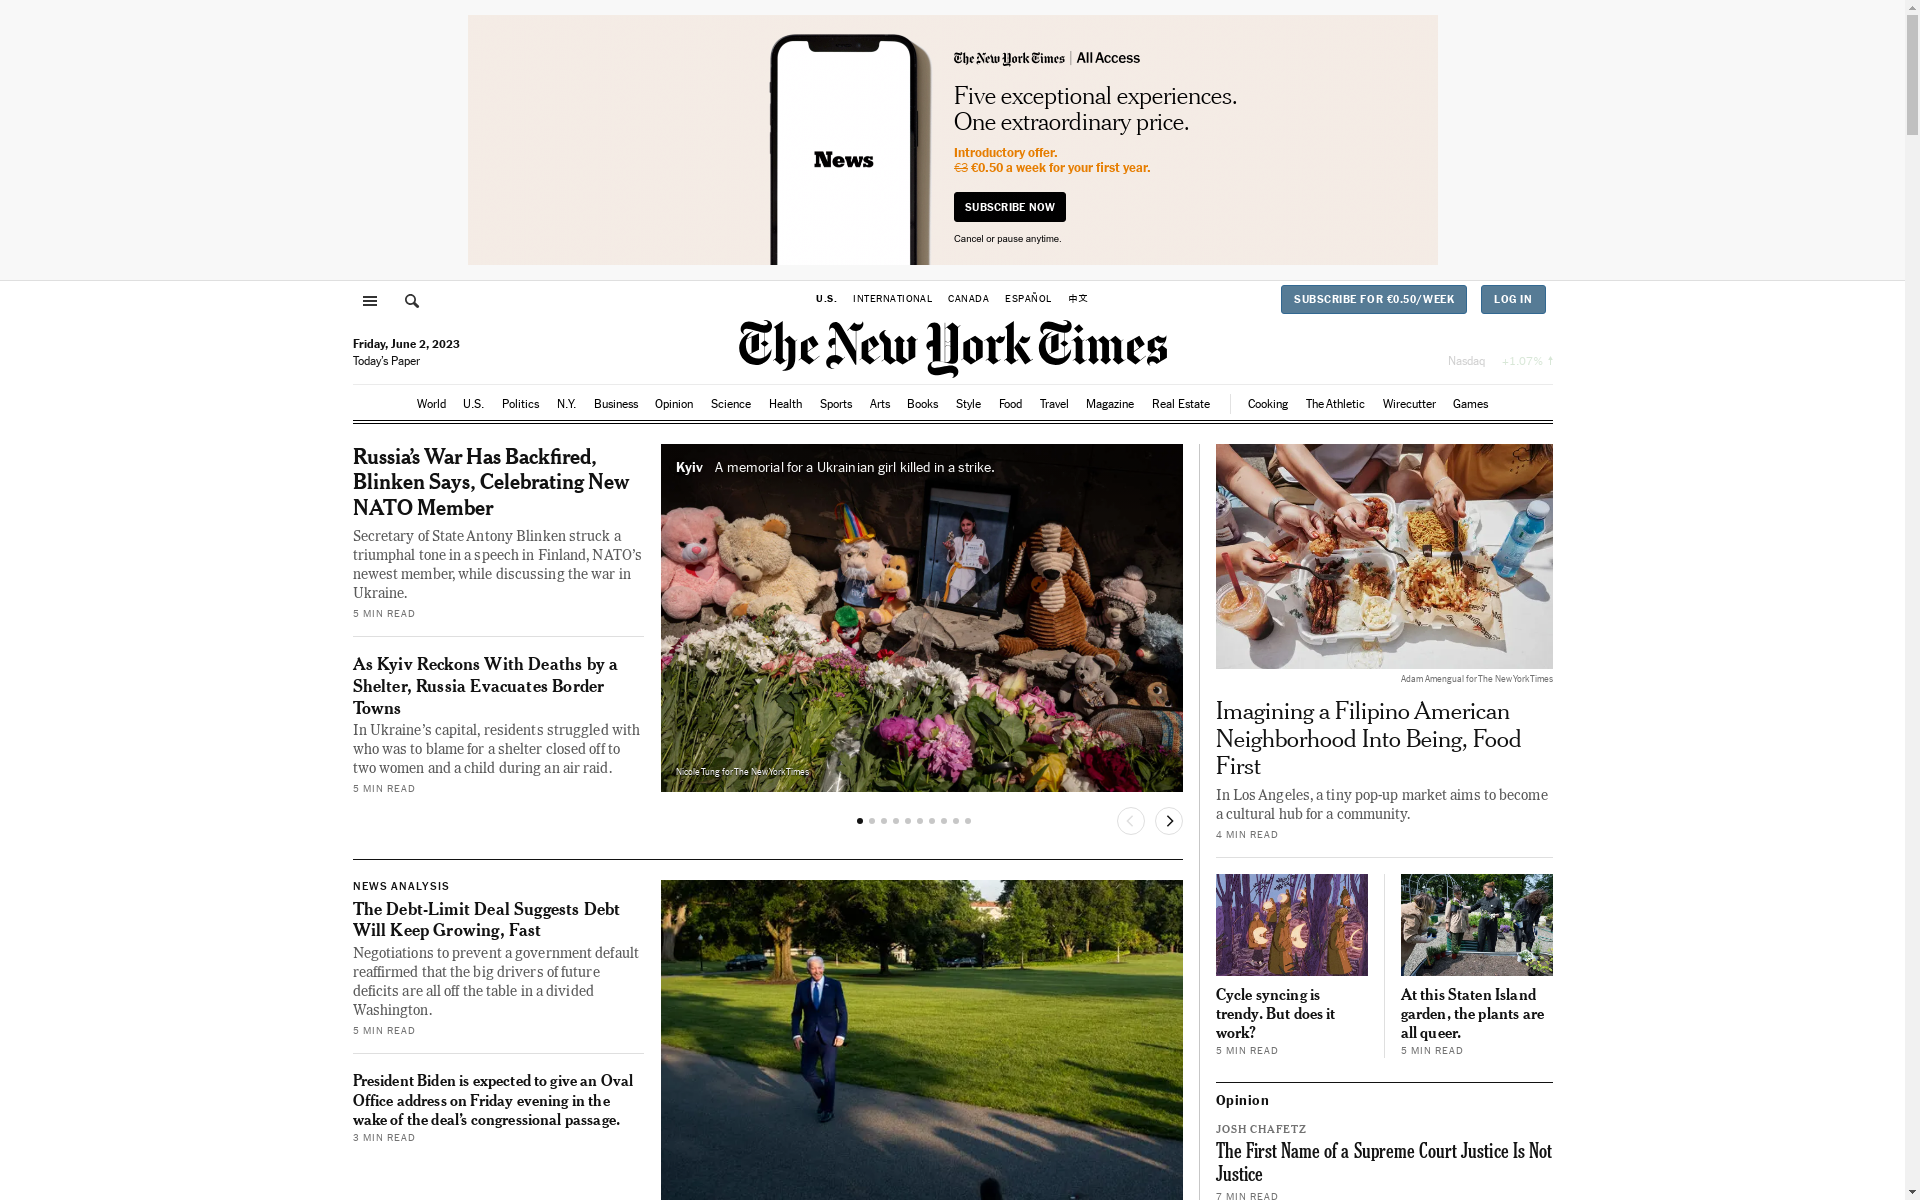 The New York Times | All Access
Five exceptional experiences.
One extraordinary price.
Introductory offer.
€2 €0.50 a week for your first year.
News
SUBSCRIBE NOW
Cancel or pause anytime.
U.S. INTERNATIONAL CANADA ESPAÑOL 中文
SUBSCRIBE FOR €0.50/WEEK LOG IN
The New York Times
Friday, June 2, 2023
Today's Paper
Nasdaq +1.07% ↑
World U.S. Politics N.Y. Business Opinion Science Health Sports Arts Books Style Food Travel Magazine Real Estate Cooking The Athletic Wirecutter Games
Russia's War Has Backfired,
Blinken Says, Celebrating New
NATO Member
Secretary of State Antony Blinken struck a
triumphal tone in a speech in Finland, NATO's
newest member, while discussing the war in
Ukraine.
5 MIN READ
As Kyiv Reckons With Deaths by a
Shelter, Russia Evacuates Border
Towns
In Ukraine's capital, residents struggled with
who was to blame for a shelter closed off to
two women and a child during an air raid.
5 MIN READ
Kyiv A memorial for a Ukrainian girl killed in a strike.
Nicole Tung for The New York Times
NEWS ANALYSIS
The Debt-Limit Deal Suggests Debt
Will Keep Growing, Fast
Negotiations to prevent a government default
reaffirmed that the big drivers of future
deficits are all off the table in a divided
Washington.
5 MIN READ
President Biden is expected to give an Oval
Office address on Friday evening in the
wake of the deal's congressional passage.
3 MIN READ
Adam Amengual for The New York Times
Imagining a Filipino American
Neighborhood Into Being, Food
First
In Los Angeles, a tiny pop-up market aims to become
a cultural hub for a community.
4 MIN READ
Cycle syncing is
trendy. But does it
work?
5 MIN READ
At this Staten Island
garden, the plants are
all queer.
5 MIN READ
Opinion
JOSH CHAFETZ
The First Name of a Supreme Court Justice Is Not
Justice
7 MIN READ